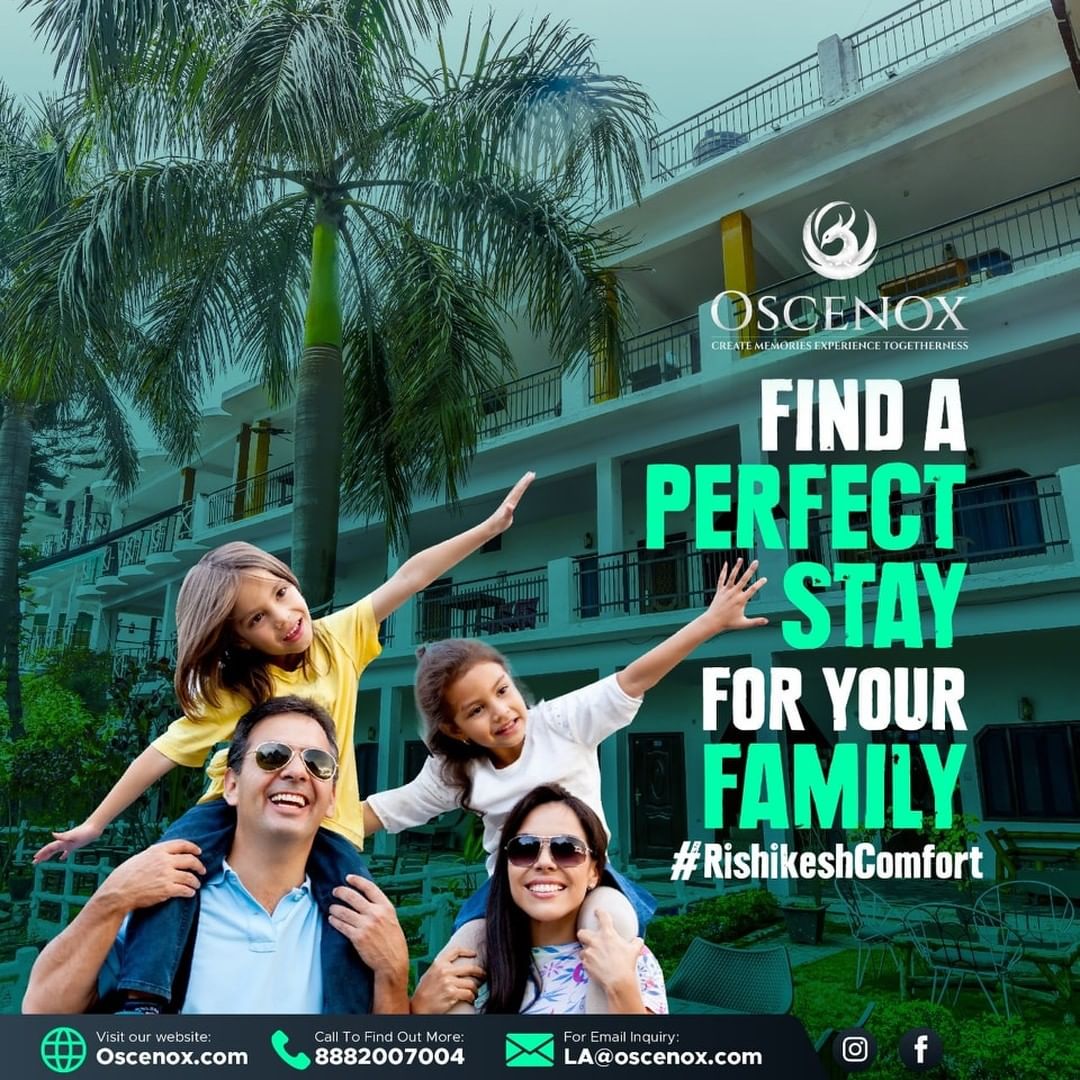 OSCENOX
CREATE MEMORIES EXPERIENCE TOGETHERNESS
FIND A
PERFECT
STAY
FOR YOUR
FAMILY
#RishikeshComfort
Visit our website:
Oscenox.com
Call To Find Out More:
8882007004
For Email Inquiry:
LA@oscenox.com